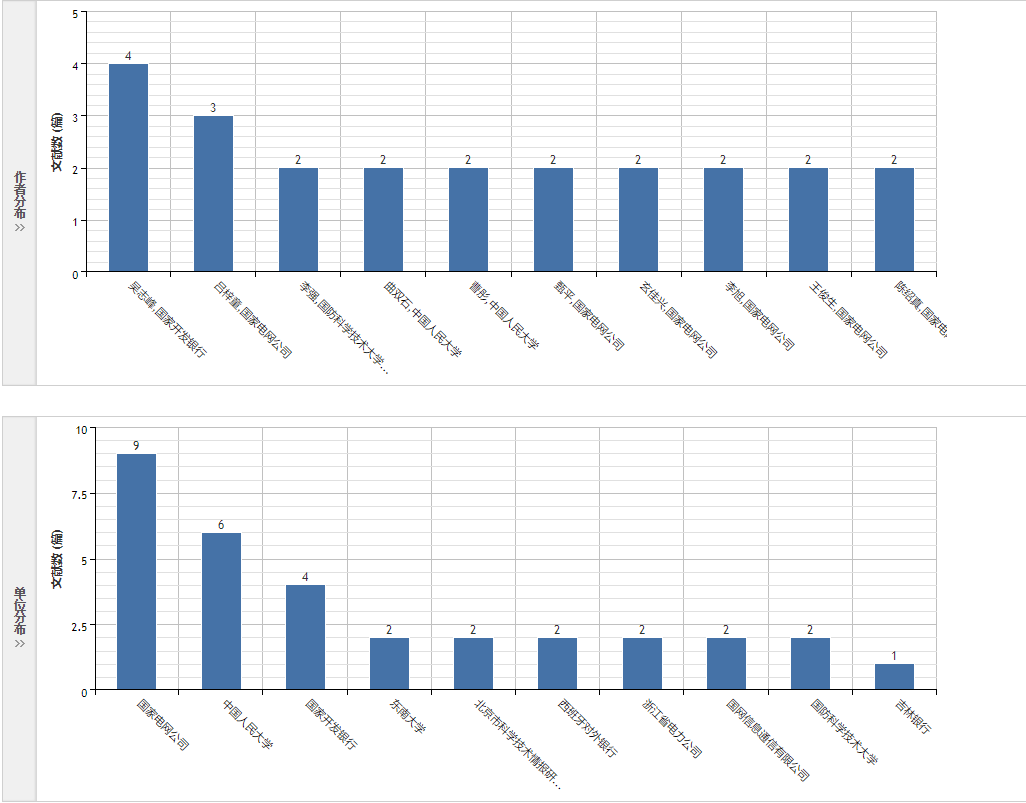 作者分布
>>
文献数 (篇)
5
4
3
2
1
0
4
3
2
2
2
2
2
2
2
2
吴志峰,国家开发银行
吕梓童,国家电网公司
李强,国防科学技术大学...
曲双石,中国人民大学
曹彤,中国人民大学
甄平,国家电网公司
玄佳兴,国家电网公司
李旭,国家电网公司
王俊生,国家电网公司
陈绍真,国家电
单位分布
>>
文献数 (篇)
10
7.5
5
2.5
0
9
6
4
2
2
2
2
2
2
1
国家电网公司
中国人民大学
国家开发银行
东南大学
北京市科学技术情报研...
西班牙对外银行
浙江省电力公司
国网信息通信有限公司
国防科学技术大学
吉林银行